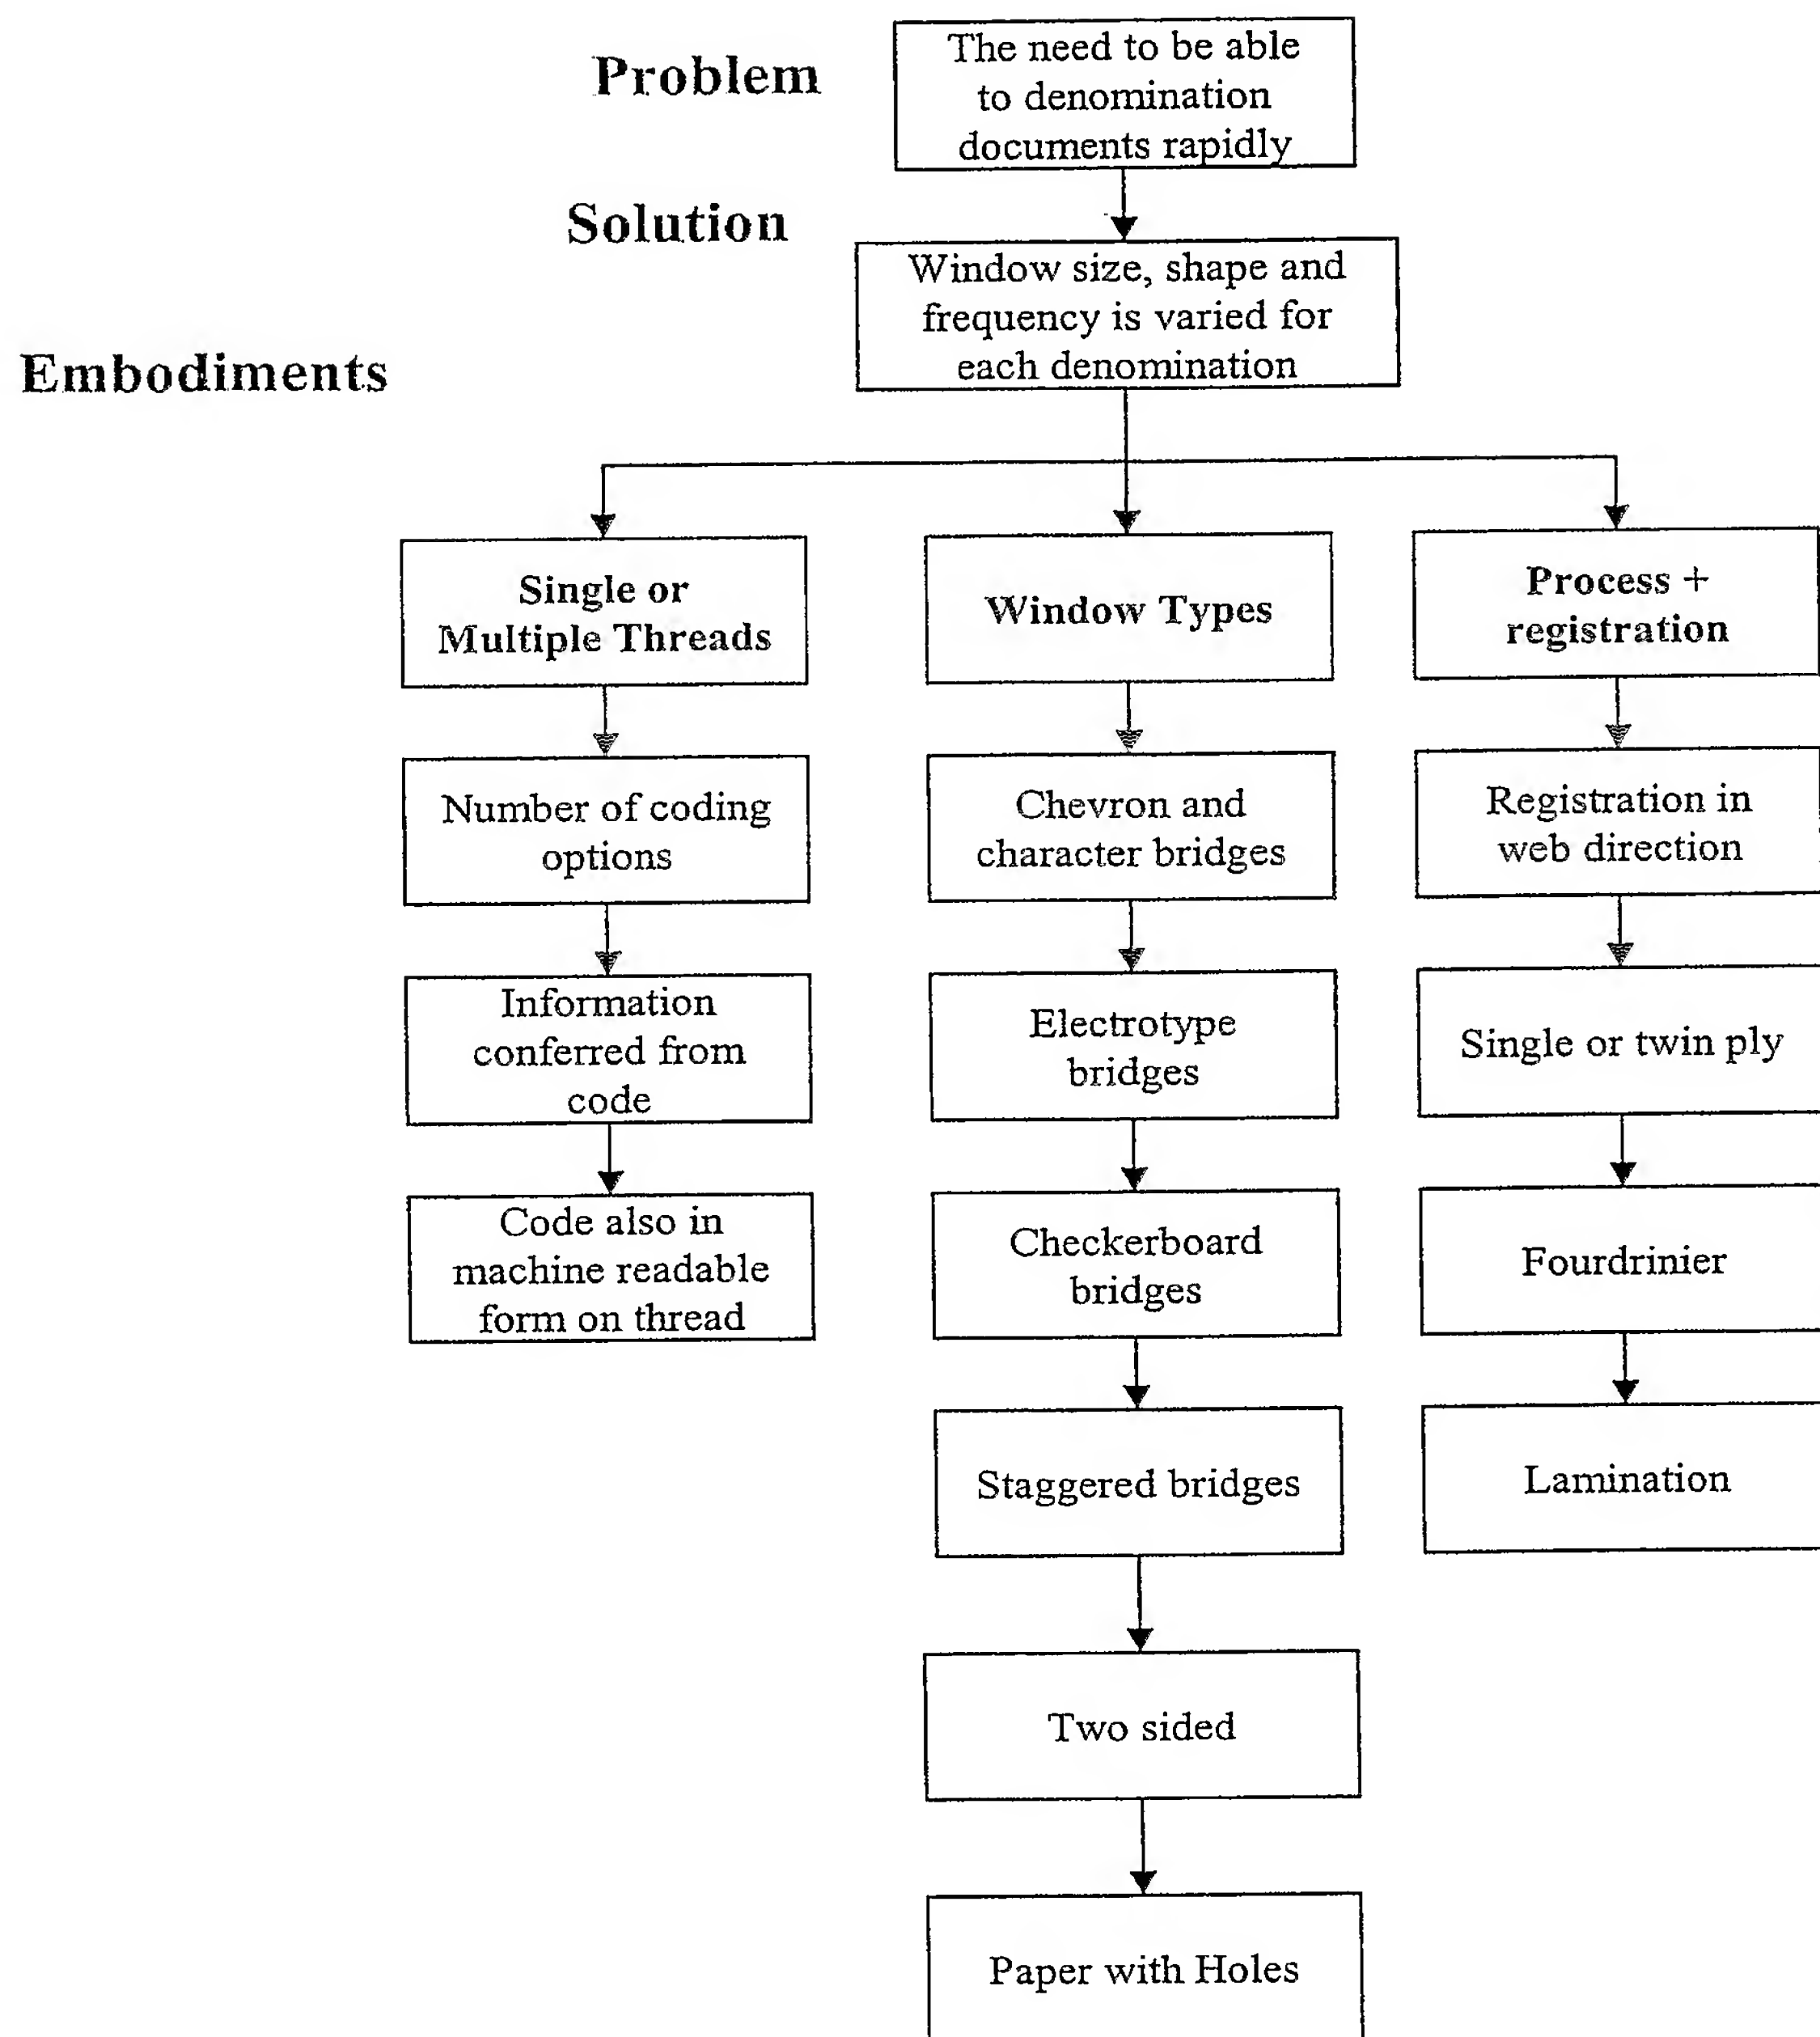 Problem
The need to be able
to denomination
documents rapidly
Solution
Window size, shape and
frequency is varied for
each denomination
Embodiments
Single or
Multiple Threads
Number of coding
options
Information
conferred from
code
Code also in
machine readable
form on thread
Window Types
Chevron and
character bridges
Electrotype
bridges
Checkerboard
bridges
Staggered bridges
Two sided
Paper with Holes
Process +
registration
Registration in
web direction
Single or twin ply
Fourdrinier
Lamination